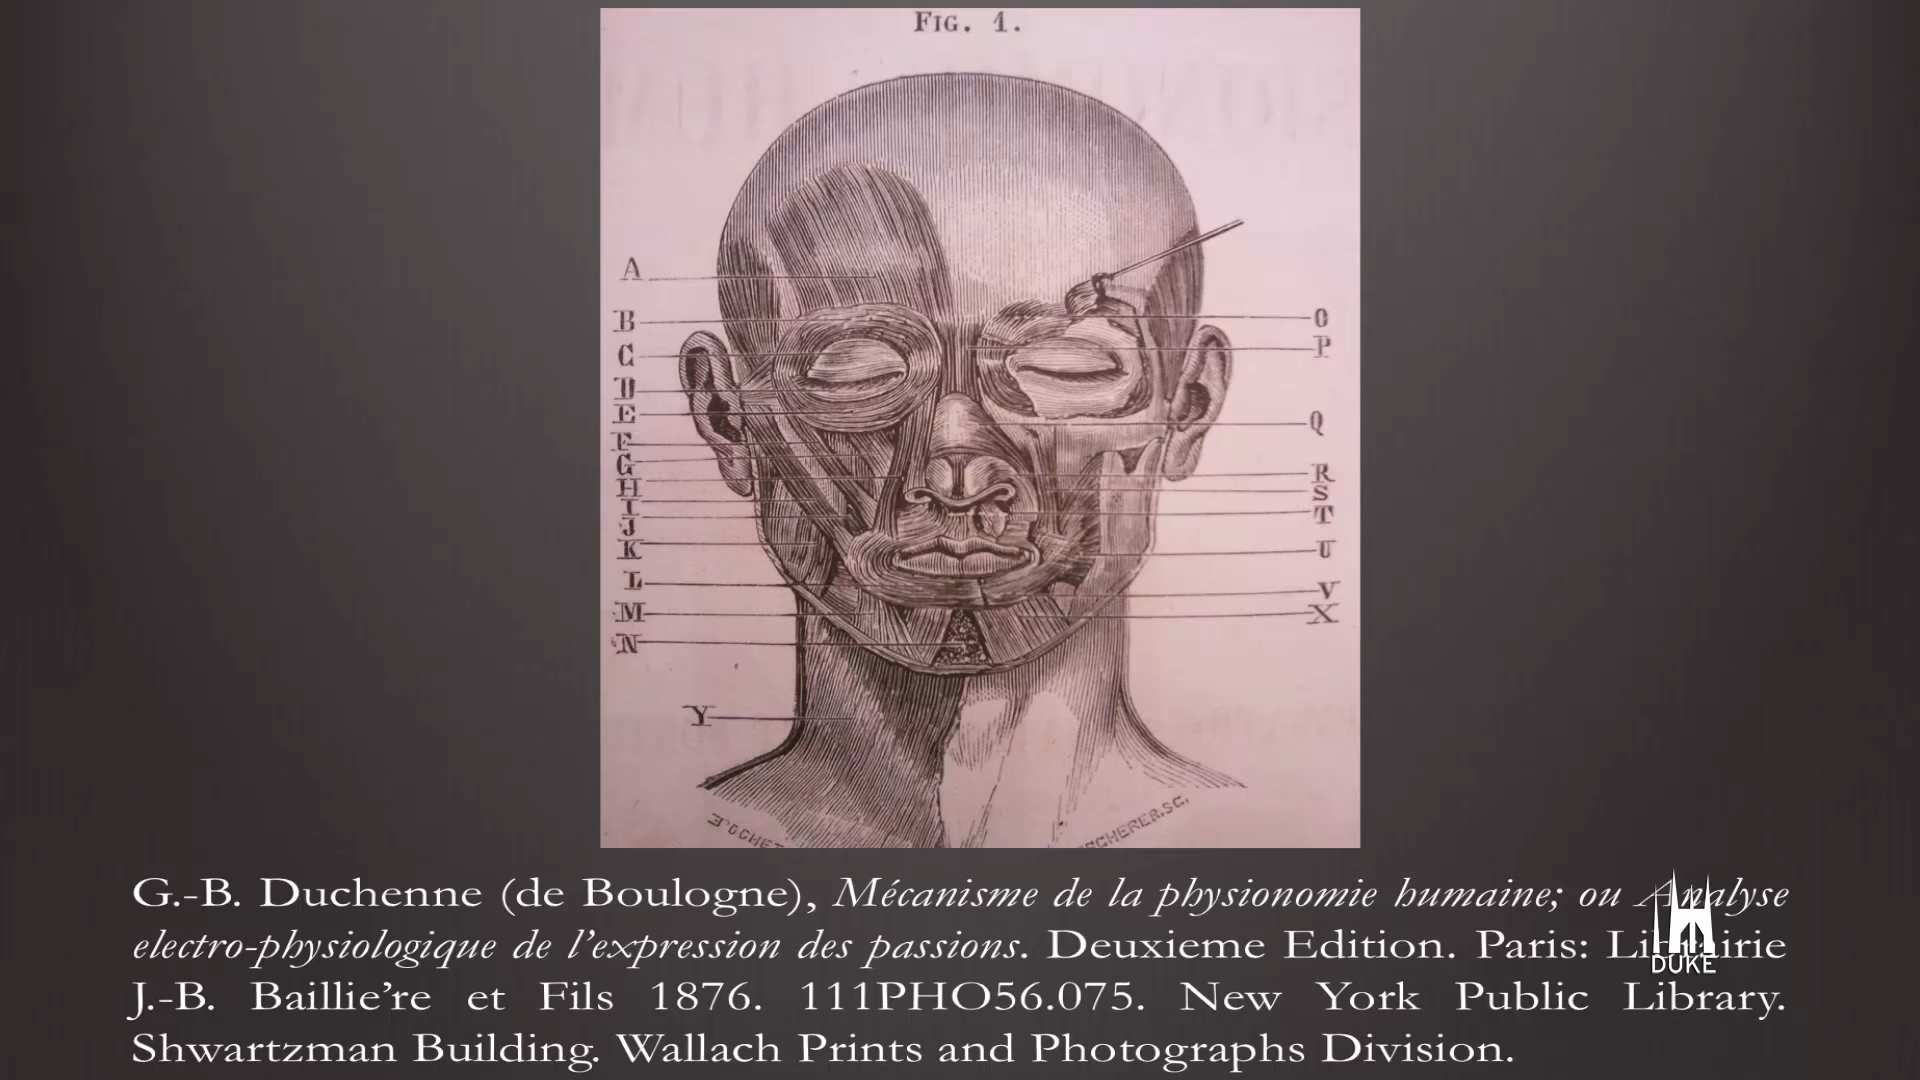 Fig. 1.
A
B
C
D
E
F
G
H
I
J
K
L
M
N
Y
O
P
Q
R
S
T
U
V
X
G.-B. Duchenne (de Boulogne), Mécanisme de la physionomie humaine; ou Analyse
electro-physiologique de l’expression des passions. Deuxieme Edition. Paris: Librairie
J.-B. Baillie’re et Fils 1876. 111PHO56.075. New York Public Library.
Shwartzman Building. Wallach Prints and Photographs Division.
DUKE